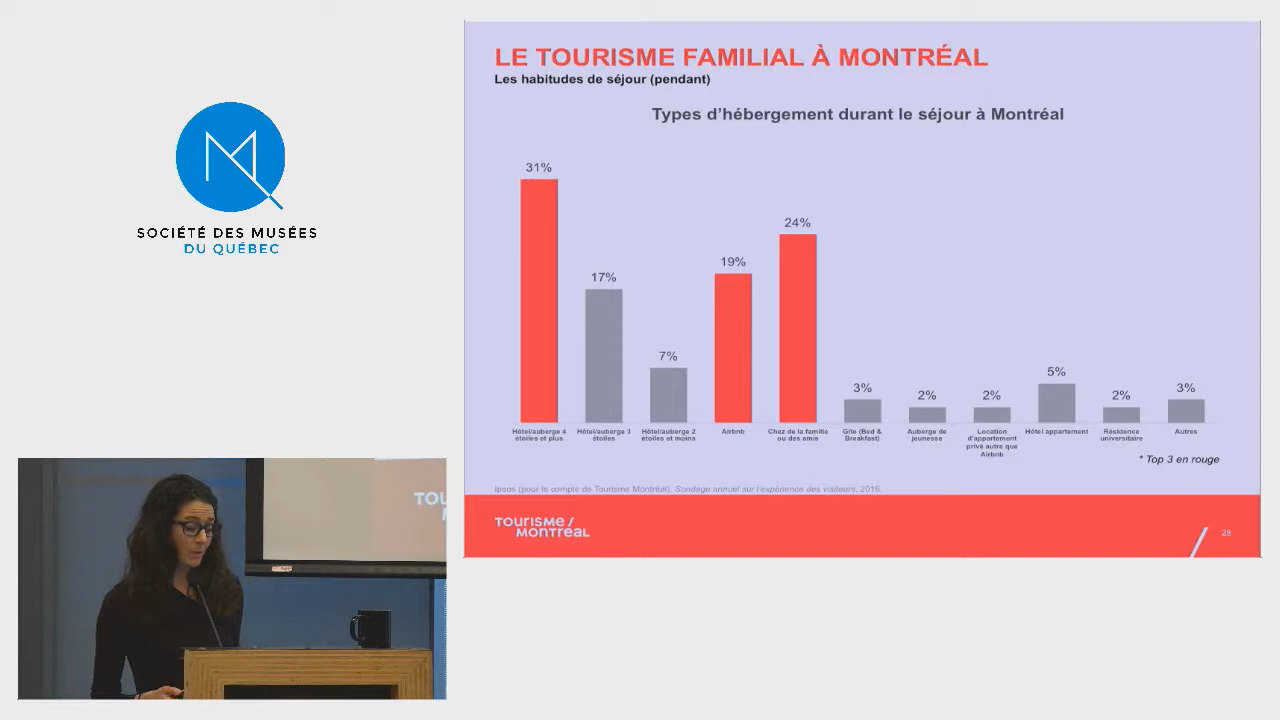 SOCIÉTÉ DES MUSÉES
DU QUÉBEC
LE TOURISME FAMILIAL À MONTRÉAL
Les habitudes de séjour (pendant)
Types d'hébergement durant le séjour à Montréal
31%
17%
7%
19%
24%
3%
2%
2%
5%
2%
3%
Hôtel/auberge 4
étoiles et plus
Hôtel/auberge 3
étoiles
Hôtel/auberge 2
étoiles et moins
Airbnb
Chez de la famille
ou des amis
Gîte (Bed &
Breakfast)
Auberge de
jeunesse
Location
d'appartement
privé autre que
Airbnb
Hôtel appartement
Résidence
universitaire
Autres
* Top 3 en rouge
Ipsos (pour le compte de Tourisme Montréal), Sondage annuel sur l'expérience des visiteurs, 2016.
TOURISME /
MONTRÉAL
28
TOU